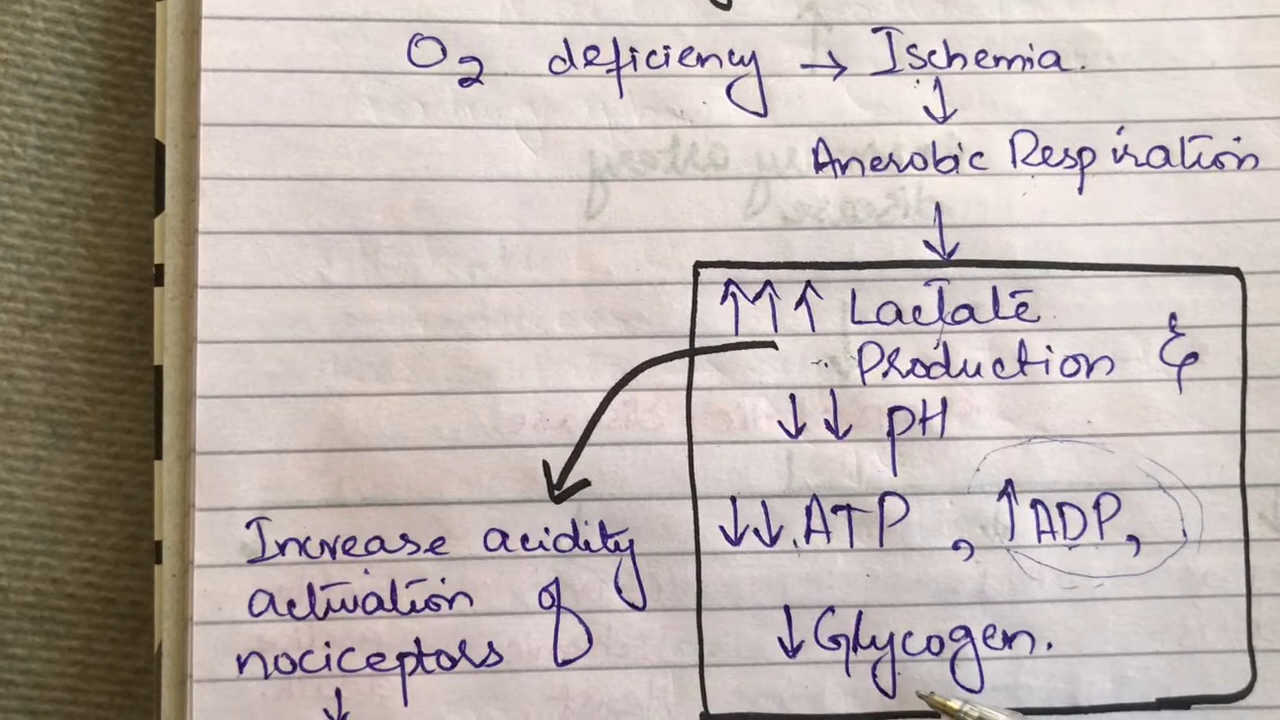 O2 deficiency → Ischemia.
↓
Anerobic Respiration
↓
↑↑↑ Lactate
Production &
↓↓ pH
↓↓ ATP, ↑ADP,
↓ Glycogen.
Increase acidity
activation of
nociceptors
↓